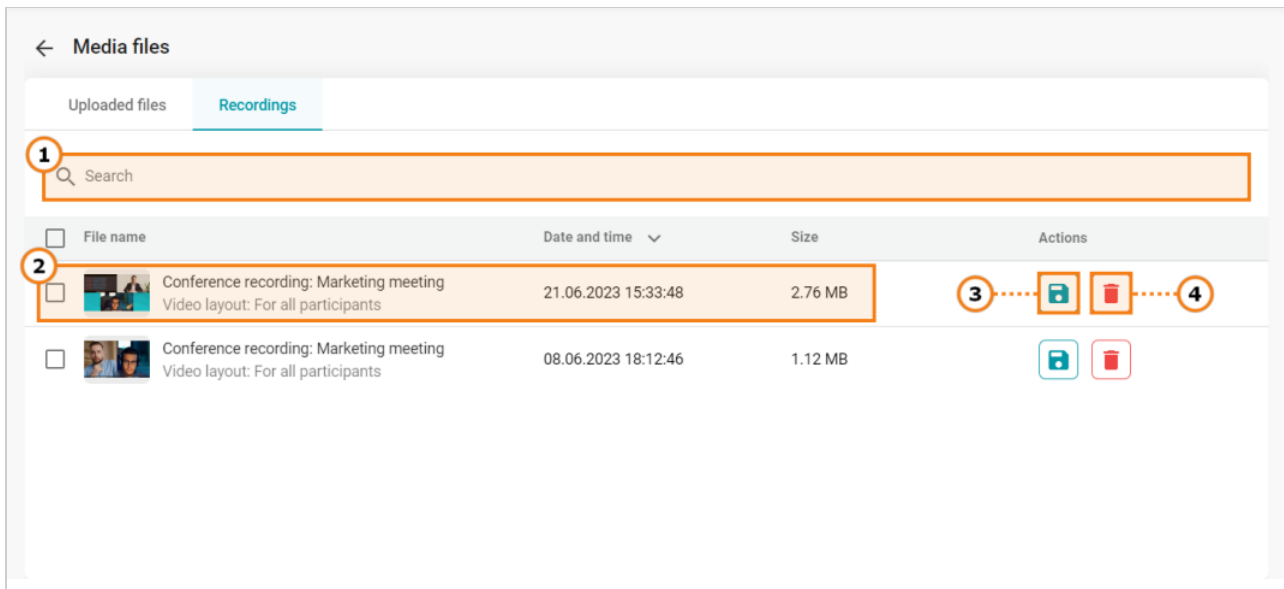 Media files
Uploaded files Recordings
1
Search
File name Date and time Size Actions
2
Conference recording: Marketing meeting
Video layout: For all participants
21.06.2023 15:33:48 2.76 MB
3 4
Conference recording: Marketing meeting
Video layout: For all participants
08.06.2023 18:12:46 1.12 MB